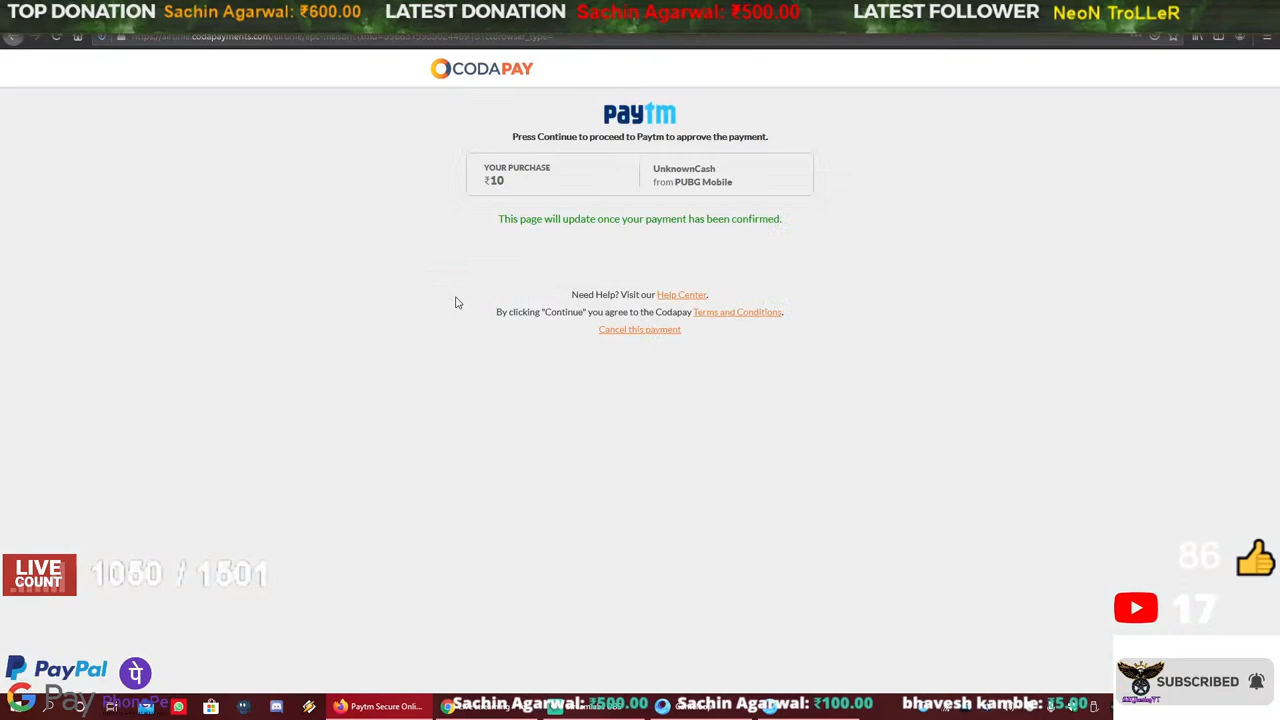 TOP DONATION Sachin Agarwal: ₹600.00 LATEST DONATION Sachin Agarwal: ₹500.00 LATEST FOLLOWER NeoN TroLLeR
CODAPAY
paytm
Press Continue to proceed to Paytm to approve the payment.
YOUR PURCHASE
₹10
UnknownCash
from PUBG Mobile
This page will update once your payment has been confirmed.
Need Help? Visit our Help Center.
By clicking "Continue" you agree to the Codapay Terms and Conditions.
Cancel this payment
LIVE
COUNT
1050 / 1501
86
17
PayPal
पे
G Pay PhonePe
SUBSCRIBED
Paytm Secure Onli...
Sachin Agarwal: ₹500.00 Sachin Agarwal: ₹100.00 bhavesh kamble: ₹5.00